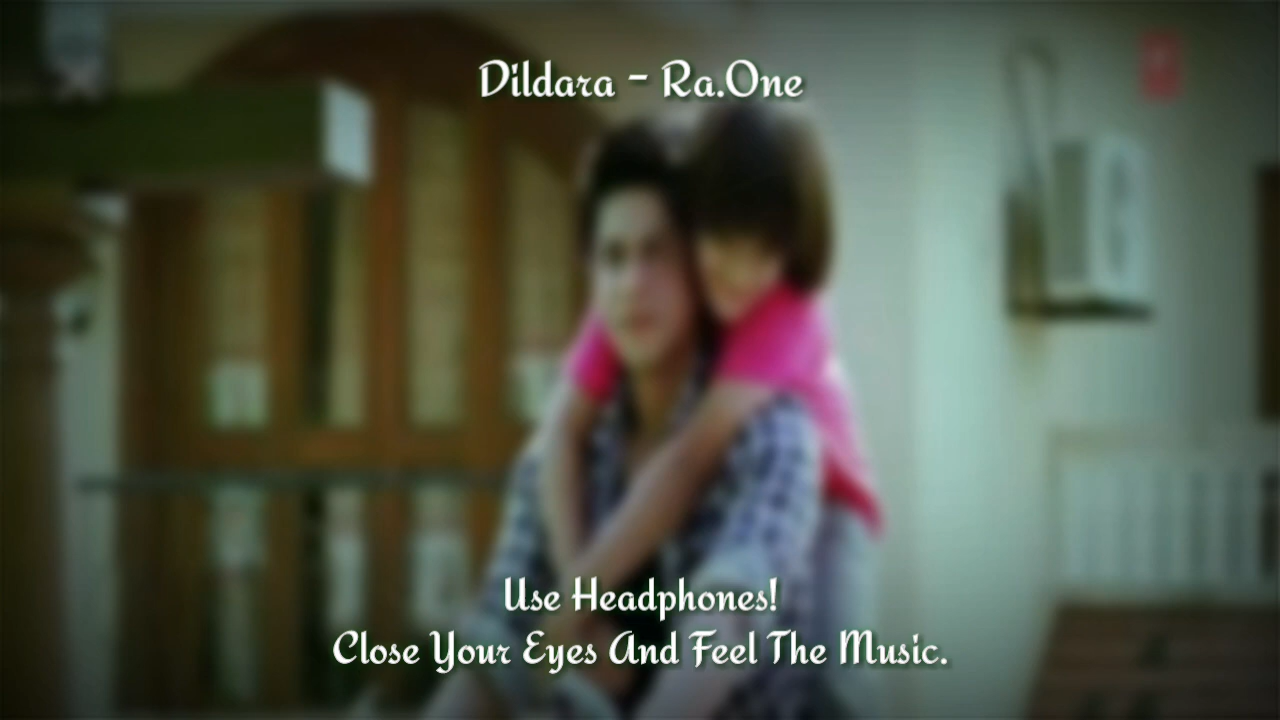 Dildara - Ra.One
Use Headphones!
Close Your Eyes And Feel The Music.